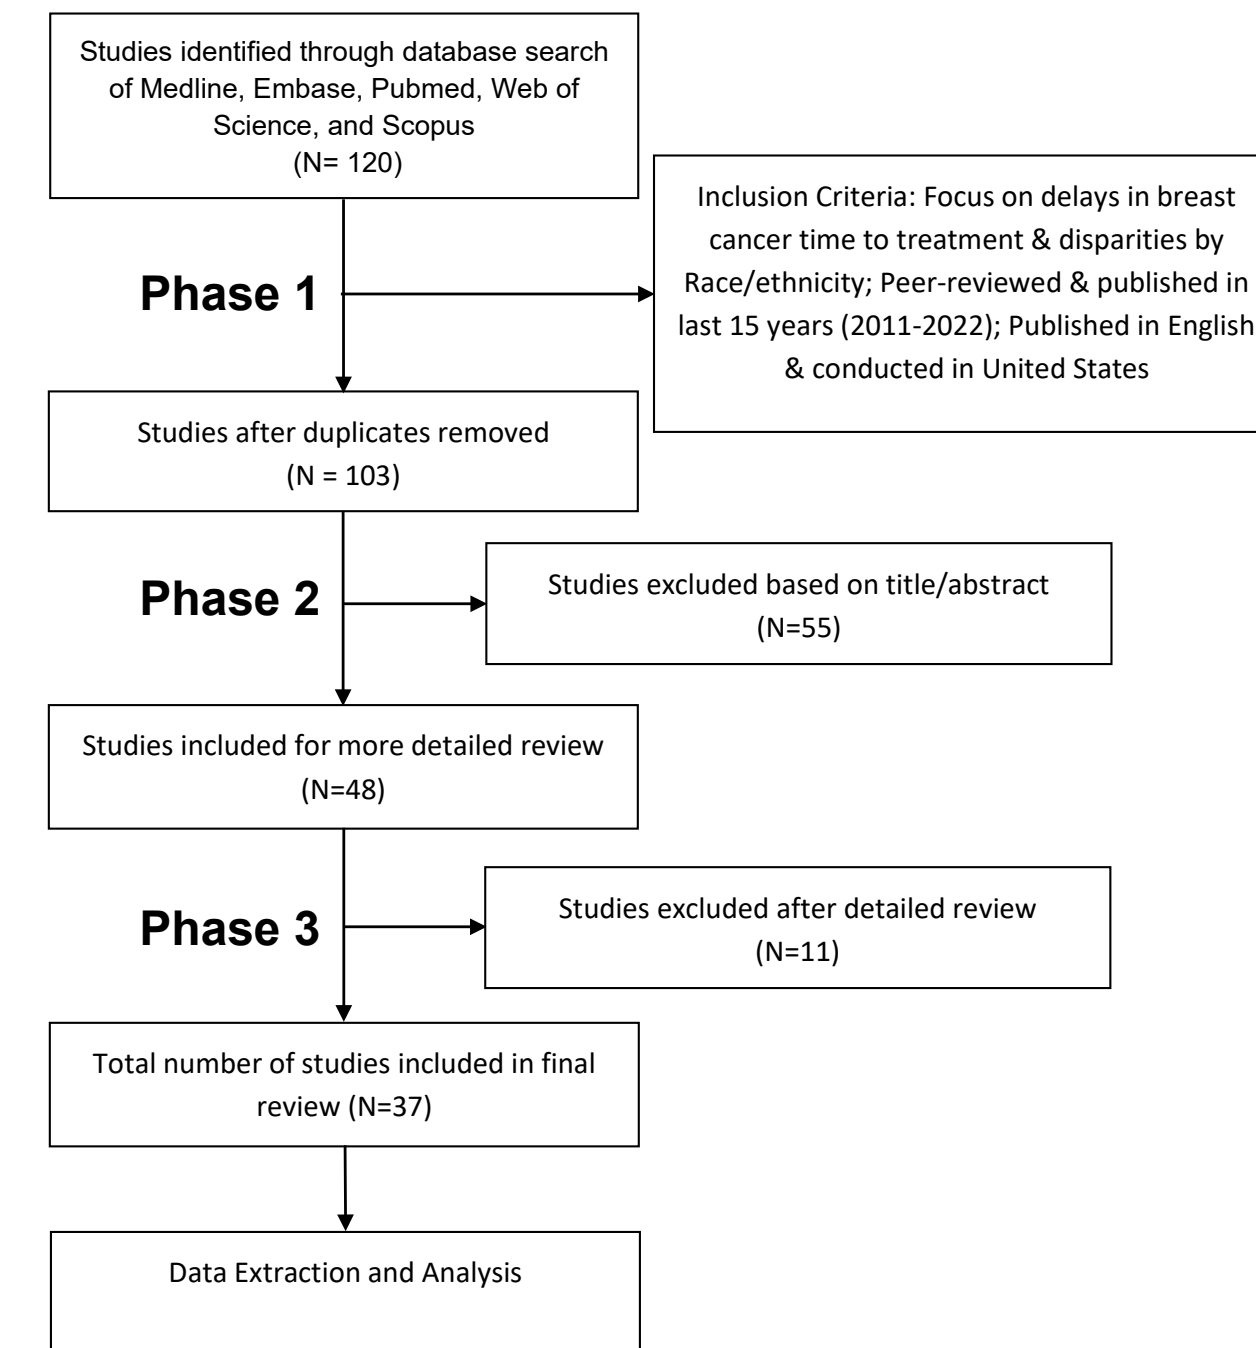 Studies identified through database search
of Medline, Embase, Pubmed, Web of
Science, and Scopus
(N= 120)
Inclusion Criteria: Focus on delays in breast
cancer time to treatment & disparities by
Race/ethnicity; Peer-reviewed & published in
last 15 years (2011-2022); Published in English
& conducted in United States
Phase 1
Studies after duplicates removed
(N = 103)
Phase 2
Studies excluded based on title/abstract
(N=55)
Studies included for more detailed review
(N=48)
Phase 3
Studies excluded after detailed review
(N=11)
Total number of studies included in final
review (N=37)
Data Extraction and Analysis